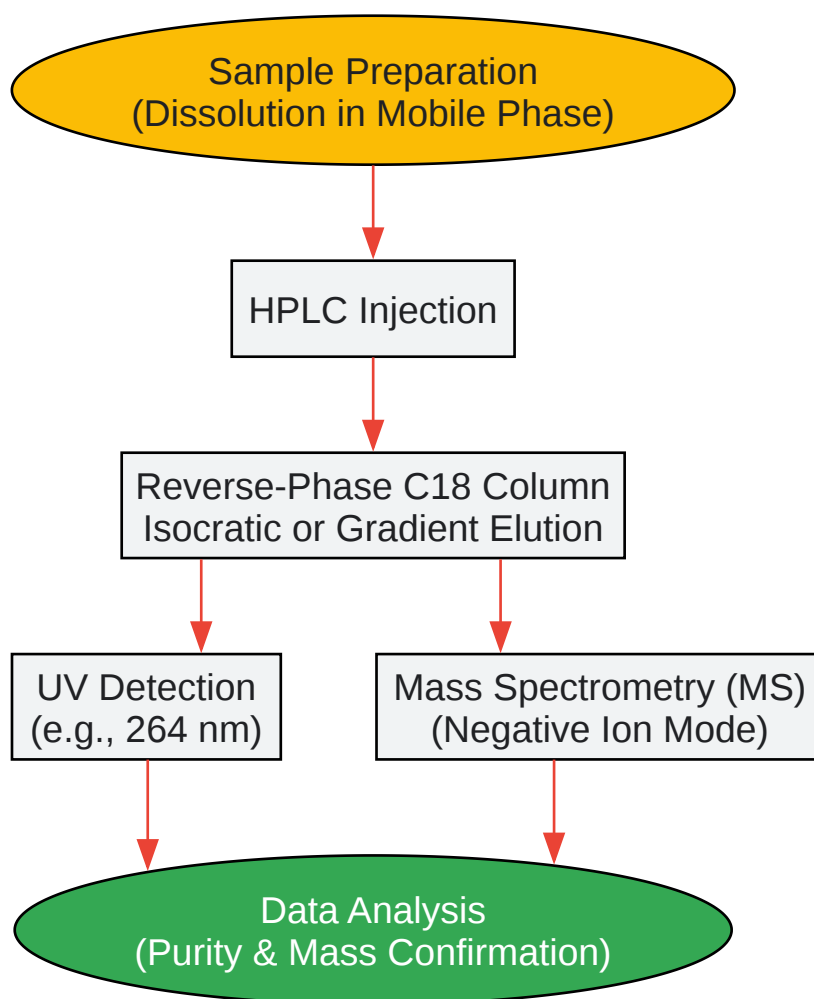 Sample Preparation
(Dissolution in Mobile Phase)
HPLC Injection
Reverse-Phase C18 Column
Isocratic or Gradient Elution
UV Detection
(e.g., 264 nm)
Mass Spectrometry (MS)
(Negative Ion Mode)
Data Analysis
(Purity & Mass Confirmation)